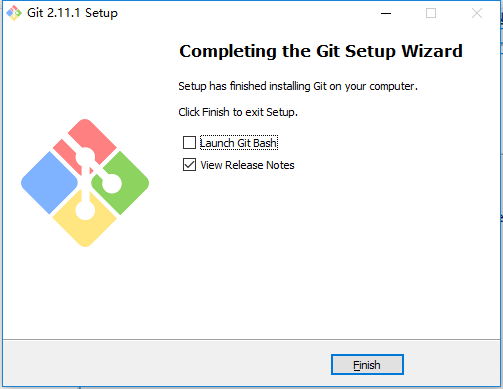 Git 2.11.1 Setup
Completing the Git Setup Wizard
Setup has finished installing Git on your computer.
Click Finish to exit Setup.
Launch Git Bash
View Release Notes
Finish